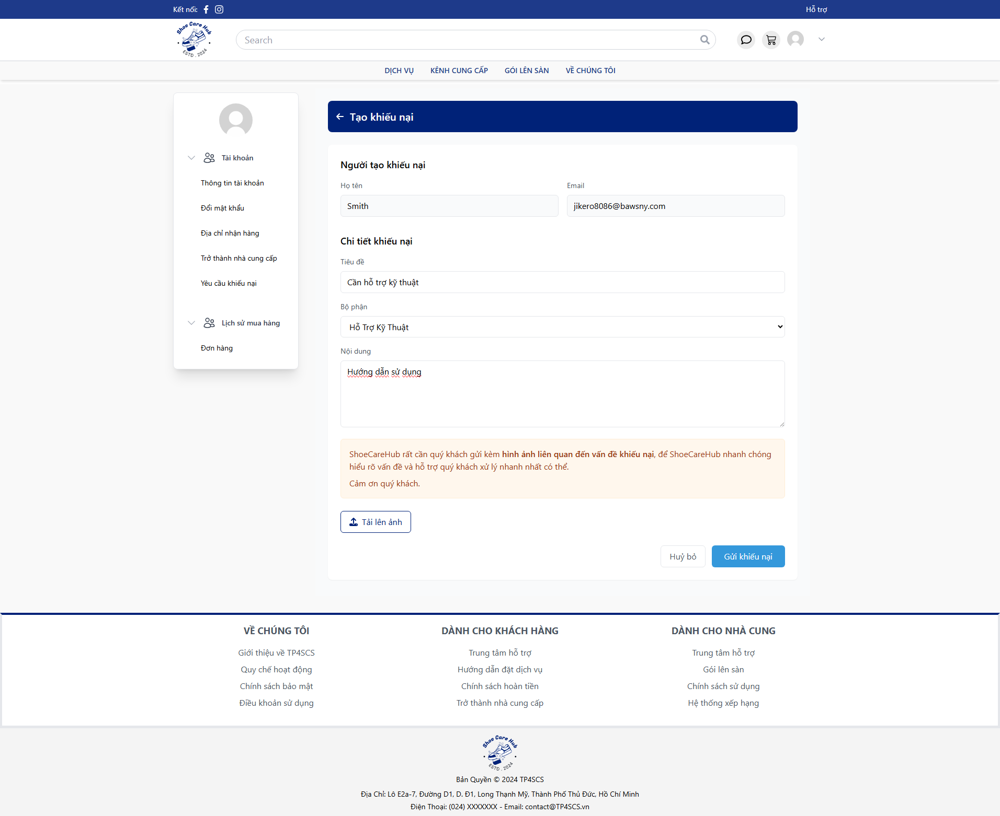 Kết nối:
Hỗ trợ
Shoe Care Hub
ESTD . 2024
Search
DỊCH VỤ
KÊNH CUNG CẤP
GÓI LÊN SÀN
VỀ CHÚNG TÔI
Tài khoản
Thông tin tài khoản
Đổi mật khẩu
Địa chỉ nhận hàng
Trở thành nhà cung cấp
Yêu cầu khiếu nại
Lịch sử mua hàng
Đơn hàng
Tạo khiếu nại
Người tạo khiếu nại
Họ tên
Email
Smith
jikero8086@bawsny.com
Chi tiết khiếu nại
Tiêu đề
Cần hỗ trợ kỹ thuật
Bộ phận
Hỗ Trợ Kỹ Thuật
Nội dung
Hướng dẫn sử dụng
ShoeCareHub rất cần quý khách gửi kèm hình ảnh liên quan đến vấn đề khiếu nại, để ShoeCareHub nhanh chóng
hiểu rõ vấn đề và hỗ trợ quý khách xử lý nhanh nhất có thể.
Cảm ơn quý khách.
Tải lên ảnh
Huỷ bỏ
Gửi khiếu nại
VỀ CHÚNG TÔI
Giới thiệu về TP4SCS
Quy chế hoạt động
Chính sách bảo mật
Điều khoản sử dụng
DÀNH CHO KHÁCH HÀNG
Trung tâm hỗ trợ
Hướng dẫn đặt dịch vụ
Chính sách hoàn tiền
Trở thành nhà cung cấp
DÀNH CHO NHÀ CUNG
Trung tâm hỗ trợ
Gói lên sàn
Chính sách sử dụng
Hệ thống xếp hạng
Shoe Care Hub
ESTD . 2024
Bản Quyền © 2024 TP4SCS
Địa Chỉ: Lô E2a-7, Đường D1, D. Đ1, Long Thạnh Mỹ, Thành Phố Thủ Đức, Hồ Chí Minh
Điện Thoại: (024) XXXXXXX - Email: contact@TP4SCS.vn